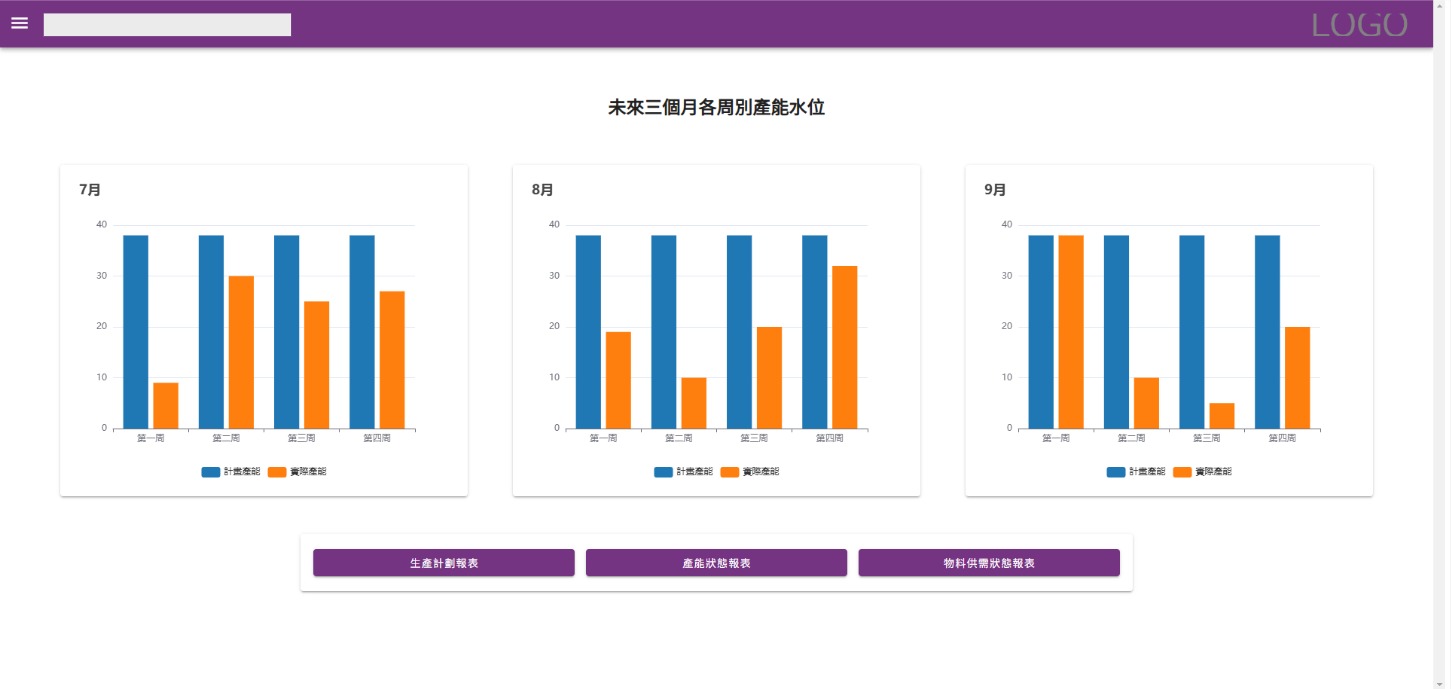 LOGO
未來三個月各周別產能水位
7月
40
30
20
10
0
第一周 第二周 第三周 第四周
計畫產能 實際產能
8月
40
30
20
10
0
第一周 第二周 第三周 第四周
計畫產能 實際產能
9月
40
30
20
10
0
第一周 第二周 第三周 第四周
計畫產能 實際產能
生產計劃報表 產能狀態報表 物料供需狀態報表